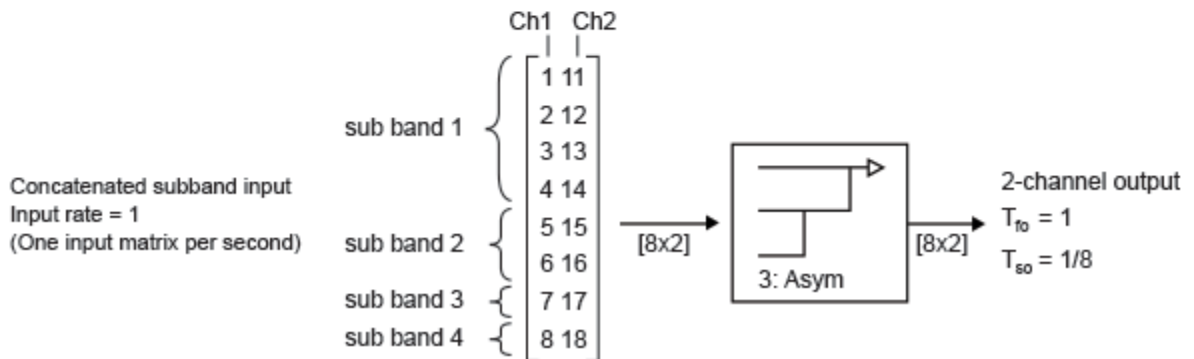 Ch1 Ch2
sub band 1
1 11
2 12
3 13
4 14
Concatenated subband input
Input rate = 1
(One input matrix per second)
sub band 2
5 15
6 16
sub band 3
7 17
sub band 4
8 18
[8x2]
3: Asym
[8x2]
2-channel output
Tfo = 1
Tso = 1/8